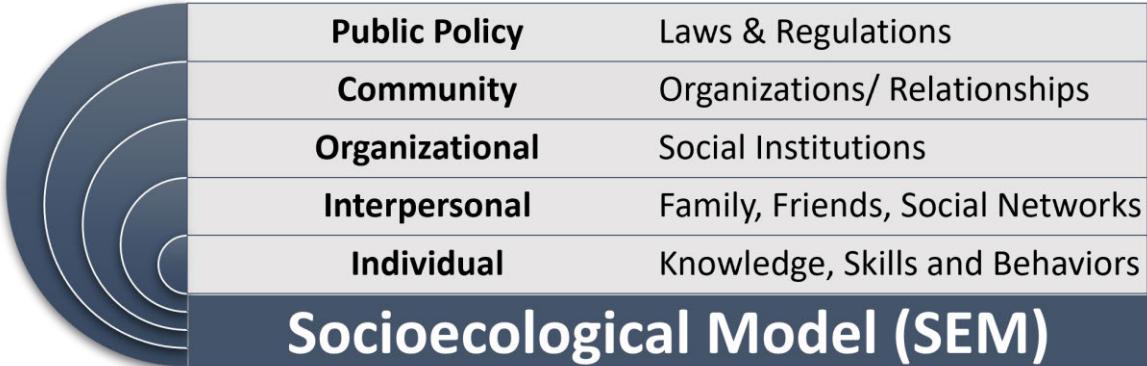 Public Policy Laws & Regulations
Community Organizations/ Relationships
Organizational Social Institutions
Interpersonal Family, Friends, Social Networks
Individual Knowledge, Skills and Behaviors
Socioecological Model (SEM)